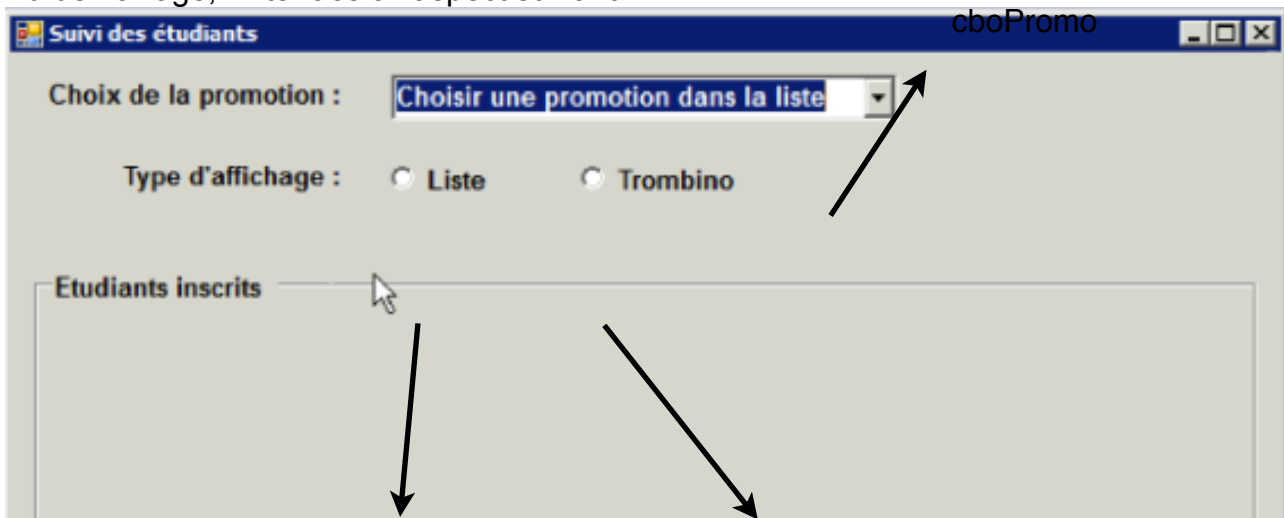 cboPromo
Suivi des étudiants
Choix de la promotion :
Choisir une promotion dans la liste
Type d'affichage :
Liste
Trombino
Etudiants inscrits